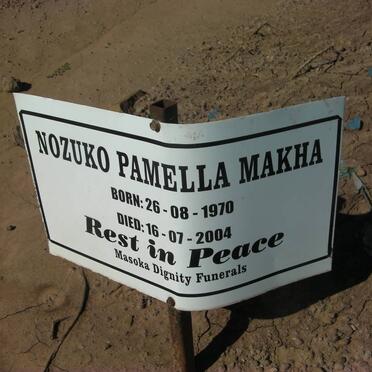 NOZUKO PAMELLA MAKHA
BORN: 26 - 08 - 1970
DIED: 16 - 07 - 2004
Rest in Peace
Masoka Dignity Funerals